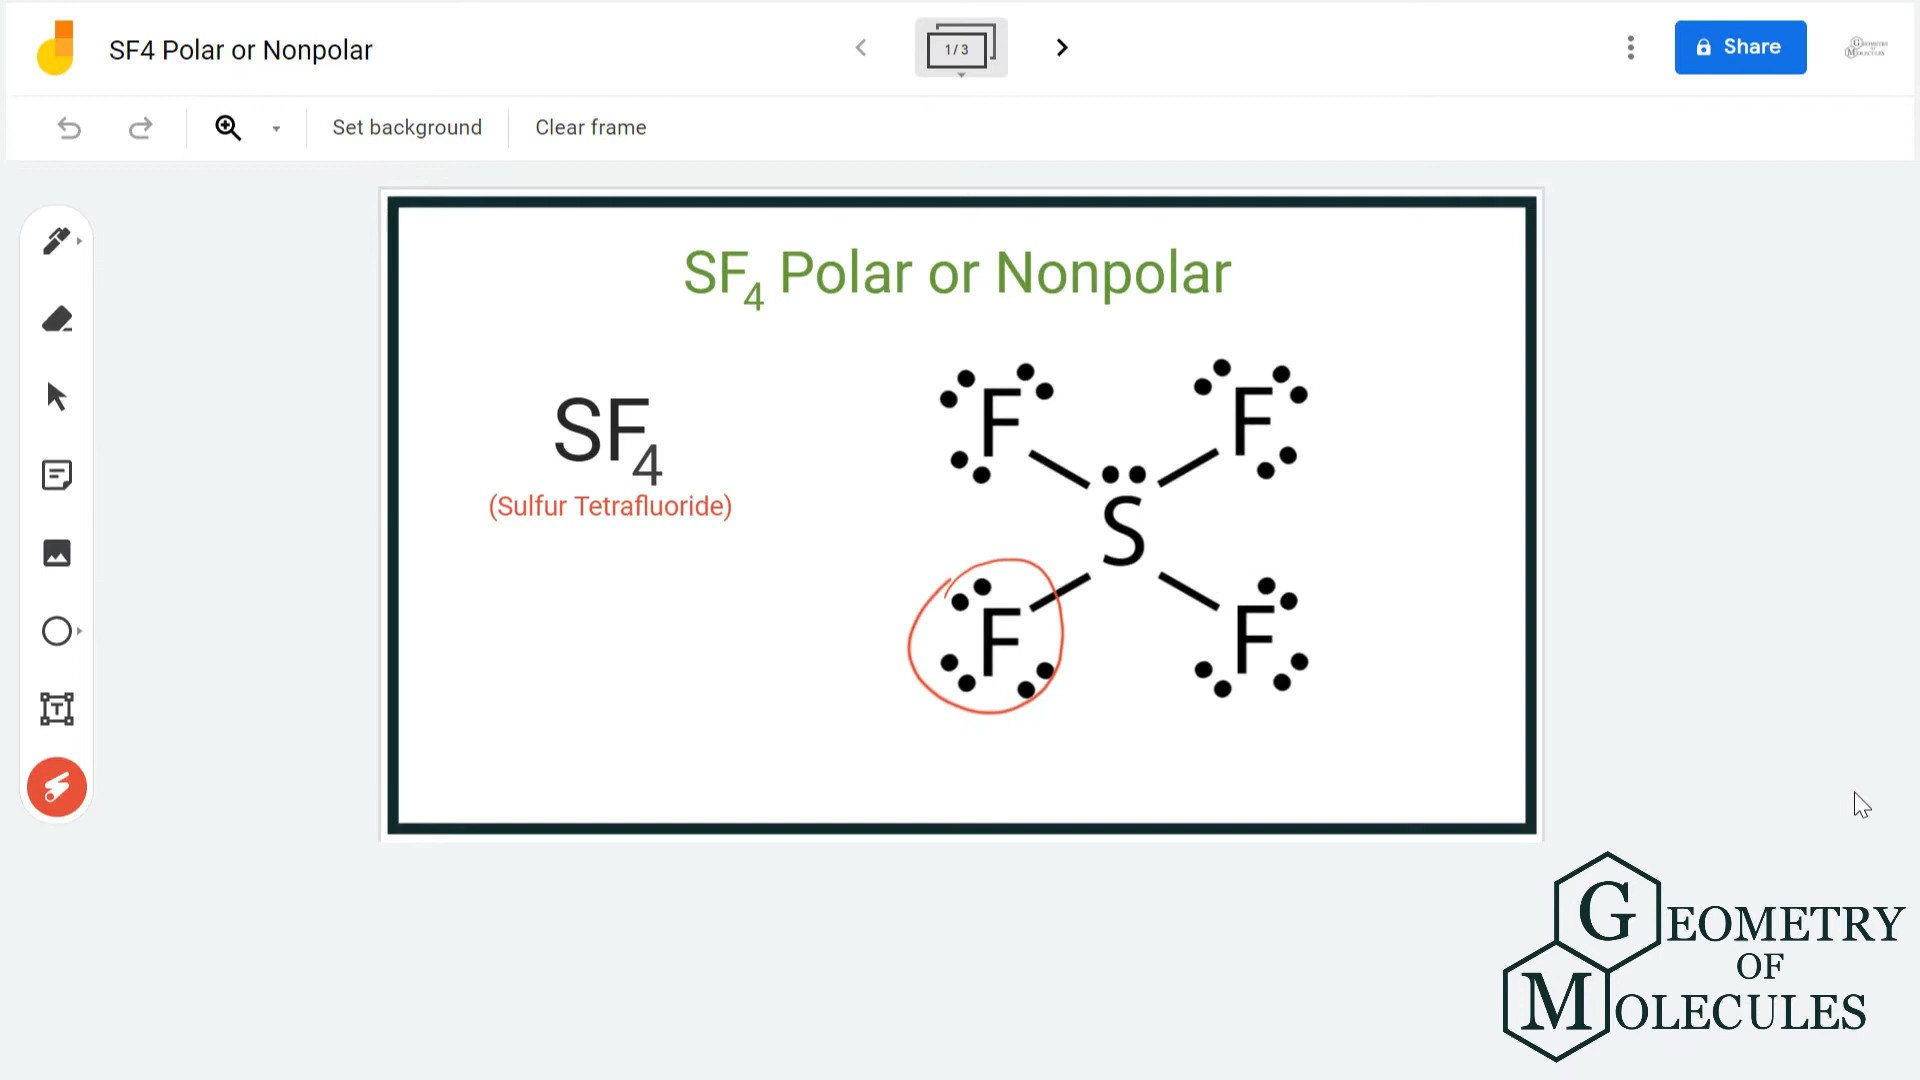 SF4 Polar or Nonpolar
1/3
Share
Set background
Clear frame
SF₄ Polar or Nonpolar
SF₄
(Sulfur Tetrafluoride)
F F
S
F F
GEOMETRY
OF
MOLECULES